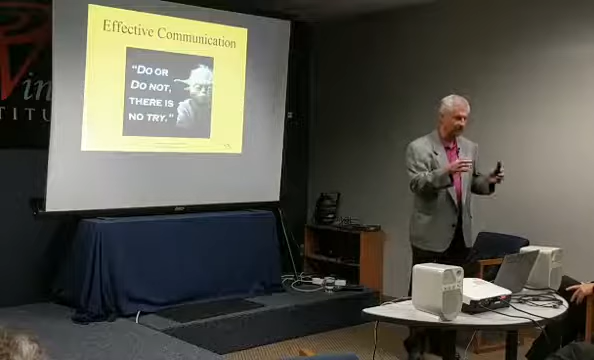 Effective Communication
"DO OR
DO NOT,
THERE IS
NO TRY."